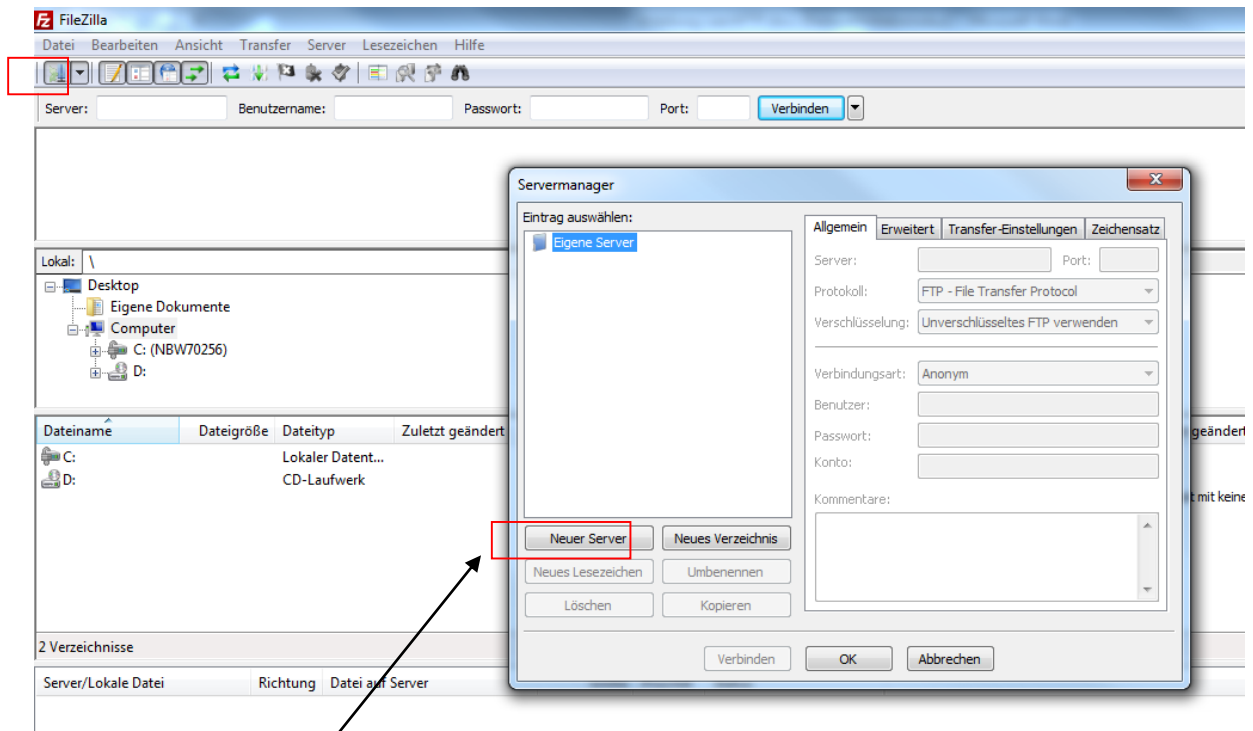 FileZilla
Datei Bearbeiten Ansicht Transfer Server Lesezeichen Hilfe
Server: Benutzername: Passwort: Port: Verbinden
Servermanager
Eintrag auswählen:
Eigene Server
Allgemein Erweitert Transfer-Einstellungen Zeichensatz
Server: Port:
Protokoll: FTP - File Transfer Protocol
Verschlüsselung: Unverschlüsseltes FTP verwenden
Verbindungsart: Anonym
Benutzer:
Passwort:
Konto:
Kommentare:
Neuer Server Neues Verzeichnis
Neues Lesezeichen Umbenennen
Löschen Kopieren
Verbinden OK Abbrechen
Lokal: \
Desktop
Eigene Dokumente
Computer
C: (NBW70256)
D:
Dateiname Dateigröße Dateityp Zuletzt geändert
geändert
C: Lokaler Datent...
D: CD-Laufwerk
t mit keine
2 Verzeichnisse
Server/Lokale Datei Richtung Datei auf Server